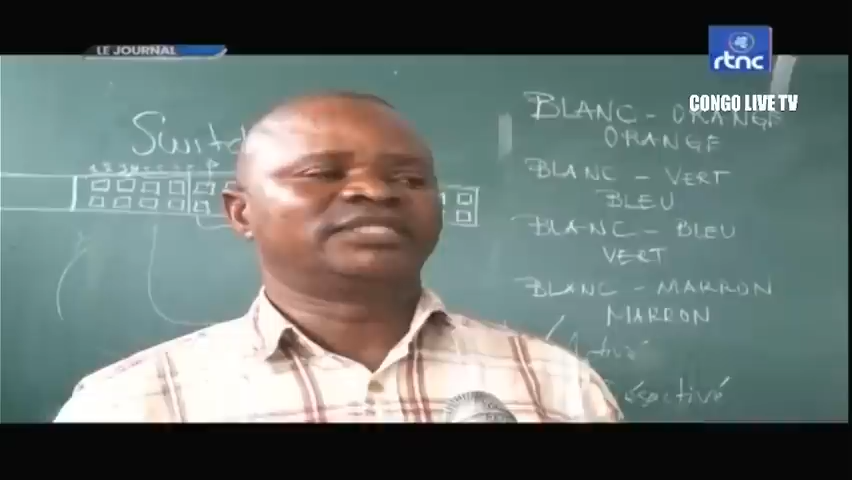 LE JOURNAL
rtnc
CONGO LIVE TV
BLANC - ORANGE
ORANGE
BLANC - VERT
BLEU
BLANC - BLEU
VERT
BLANC - MARRON
MARRON